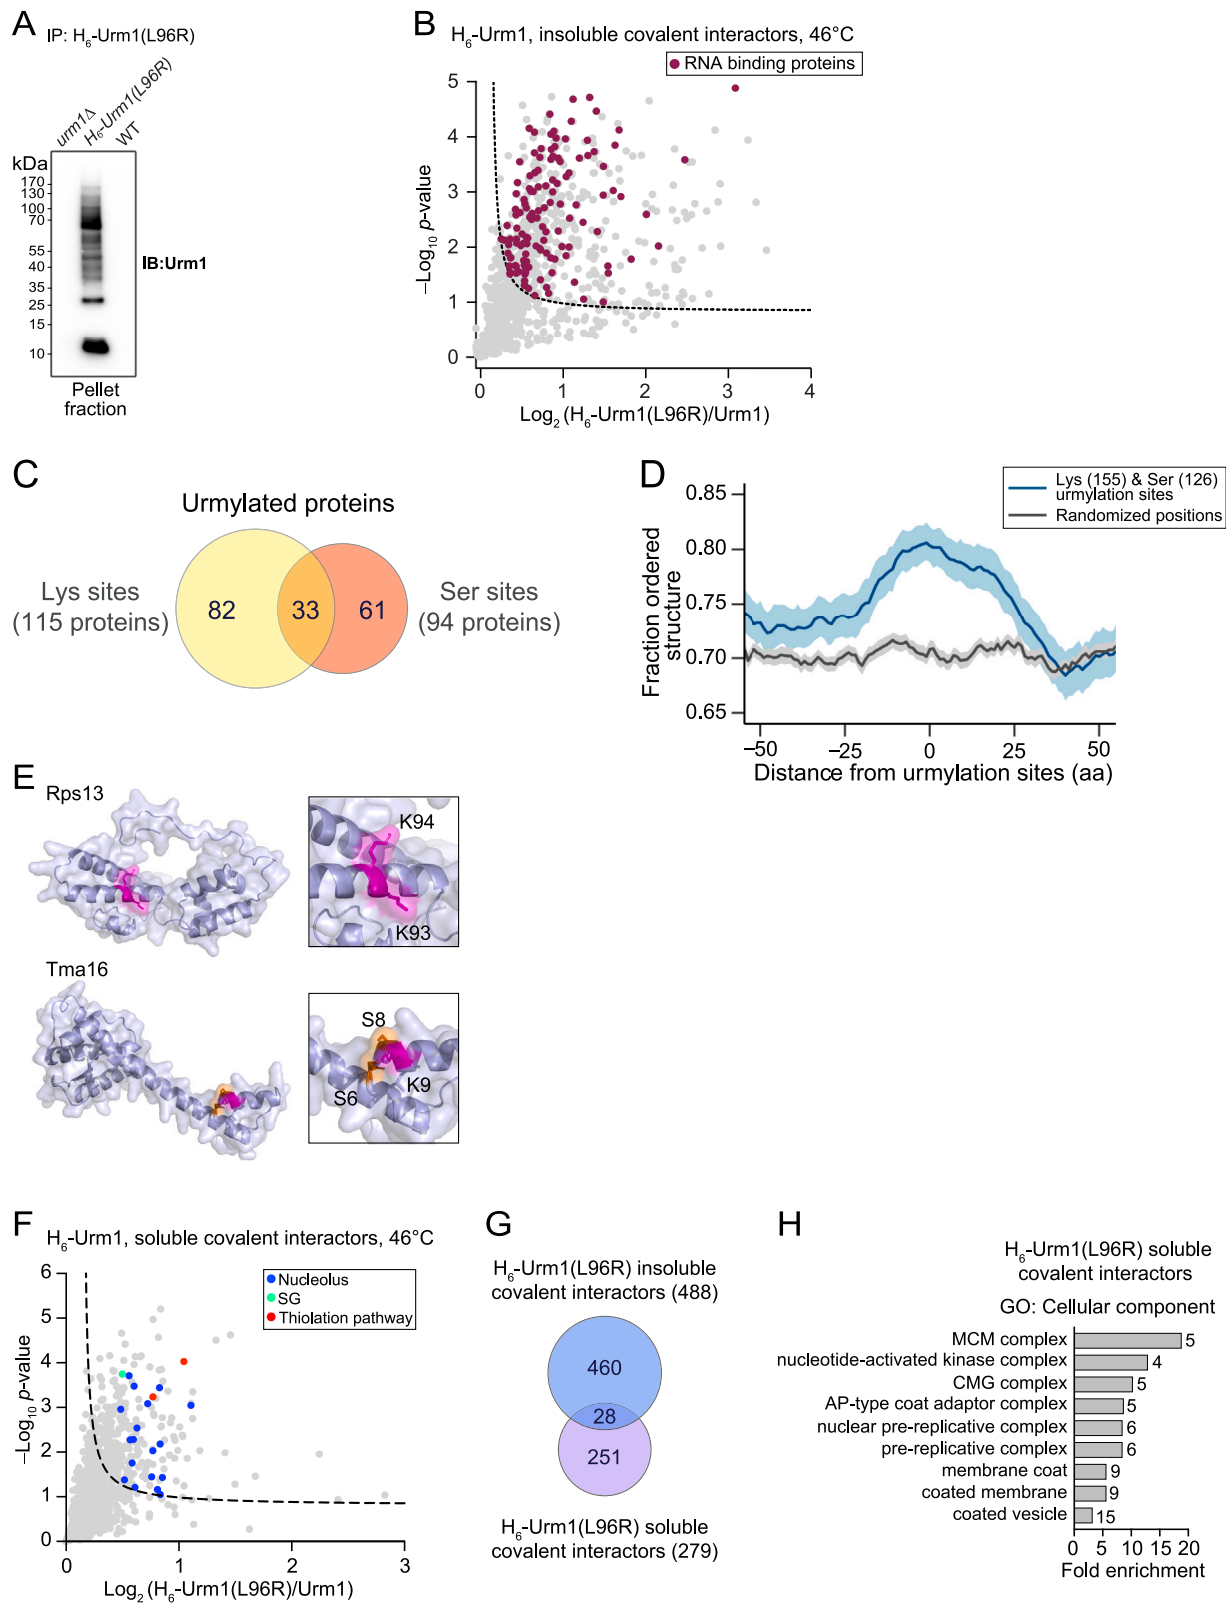 A
IP: H6-Urm1(L96R)
urm1Δ
H6-Urm1(L96R)
WT
kDa
170
130
100
70
55
40
35
25
15
10
IB:Urm1
Pellet
fraction
B
H6-Urm1, insoluble covalent interactors, 46°C
RNA binding proteins
–Log10 p-value
5
4
3
2
1
0
0 1 2 3 4
Log2 (H6-Urm1(L96R)/Urm1)
C
Urmylated proteins
Lys sites
(115 proteins)
82
33
61
Ser sites
(94 proteins)
D
Lys (155) & Ser (126)
urmylation sites
Randomized positions
Fraction ordered
structure
0.85
0.80
0.75
0.70
0.65
–50 –25 0 25 50
Distance from urmylation sites (aa)
E
Rps13
K94
K93
Tma16
S8
S6
K9
F
H6-Urm1, soluble covalent interactors, 46°C
Nucleolus
SG
Thiolation pathway
–Log10 p-value
6
5
4
3
2
1
0
0 1 2 3
Log2 (H6-Urm1(L96R)/Urm1)
G
H6-Urm1(L96R) insoluble
covalent interactors (488)
460
28
251
H6-Urm1(L96R) soluble
covalent interactors (279)
H
H6-Urm1(L96R) soluble
covalent interactors
GO: Cellular component
MCM complex 5
nucleotide-activated kinase complex 4
CMG complex 5
AP-type coat adaptor complex 5
nuclear pre-replicative complex 6
pre-replicative complex 6
membrane coat 9
coated membrane 9
coated vesicle 15
0 5 10 15 20
Fold enrichment